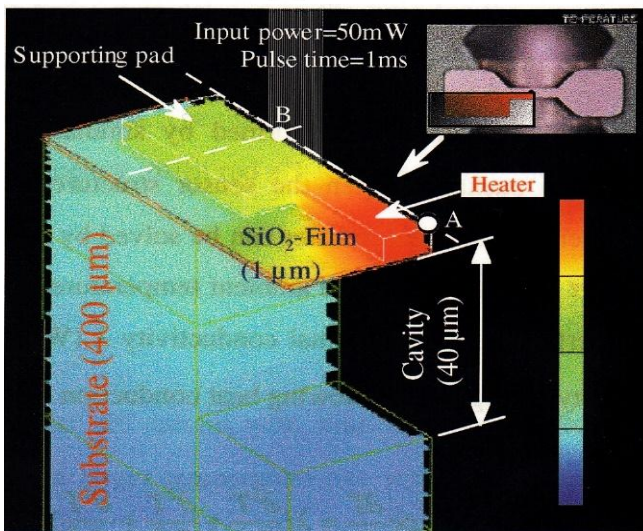 TEMPERATURE
Input power=50mW
Pulse time=1ms
Supporting pad
B
Heater
A
SiO₂-Film
(1 μm)
Cavity
(40 μm)
Substrate (400 μm)